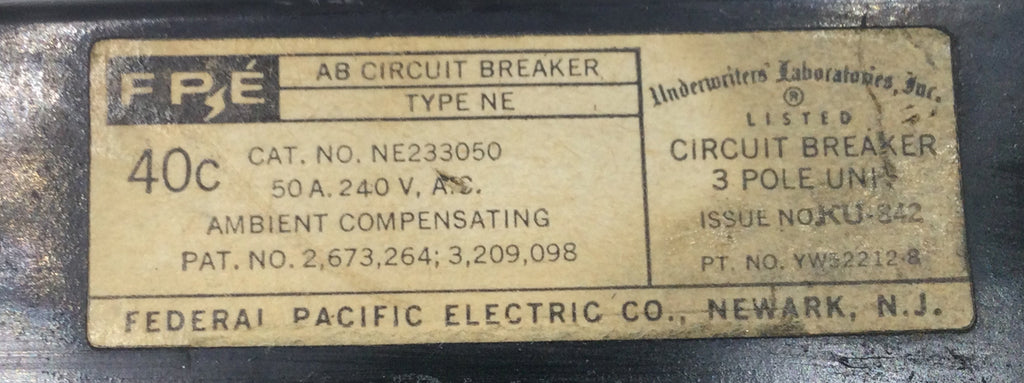 FPÉ
AB CIRCUIT BREAKER
TYPE NE
40C
CAT. NO. NE233050
50 A. 240 V, A.C.
AMBIENT COMPENSATING
PAT. NO. 2,673,264; 3,209,098
Underwriters' Laboratories, Inc.
®
LISTED
CIRCUIT BREAKER
3 POLE UNIT
ISSUE NO. KU-842
PT. NO. YW52212-8
FEDERAL PACIFIC ELECTRIC CO., NEWARK, N.J.